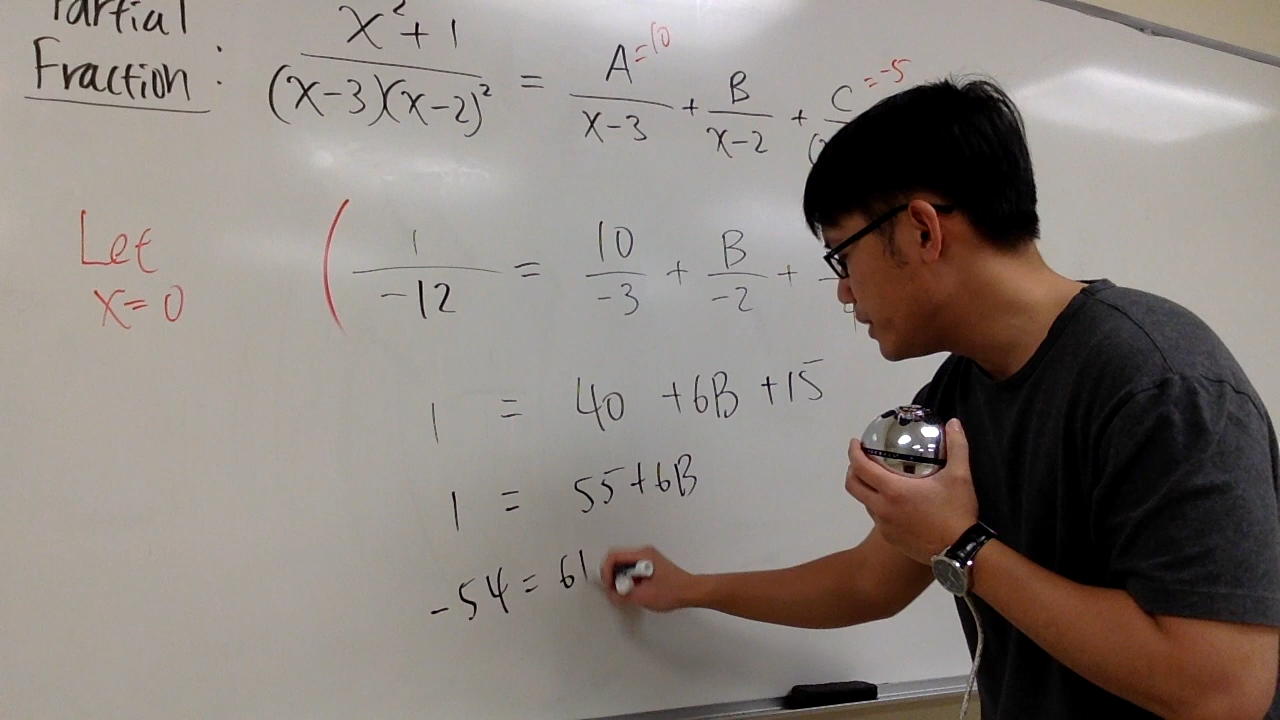 Partial
Fraction: x²+1 / (x-3)(x-2)² = A / x-3 + B / x-2 + C / (
=10 =-5
Let x=0 ( 1 / -12 = 10 / -3 + B / -2 +
1 = 40 +6B +15
1 = 55+6B
-54 = 6